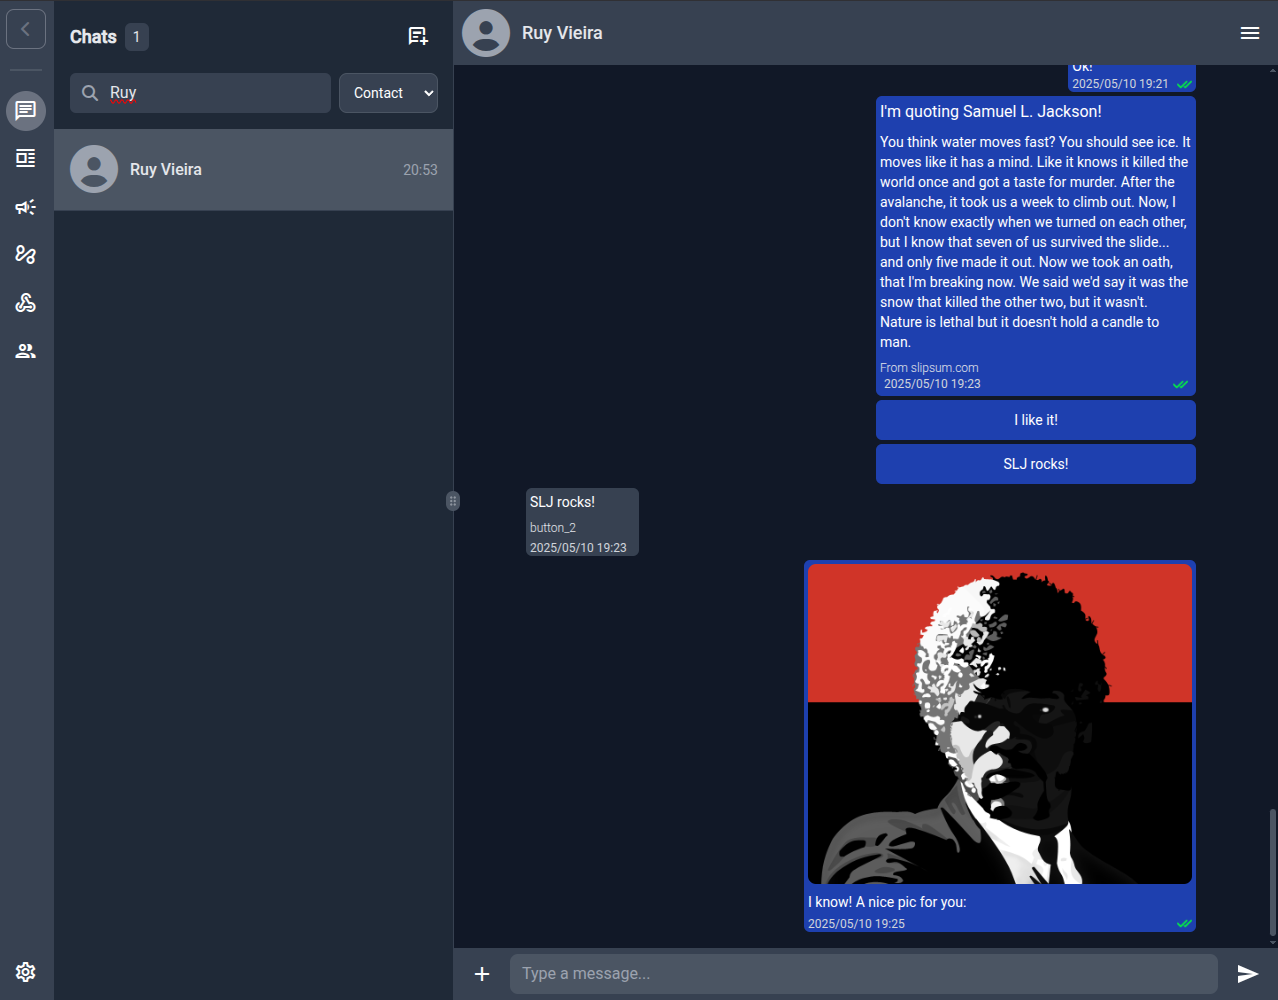 Chats 1
Ruy
Contact
Ruy Vieira
20:53
Ruy Vieira
Ok!
2025/05/10 19:21
I'm quoting Samuel L. Jackson!
You think water moves fast? You should see ice. It
moves like it has a mind. Like it knows it killed the
world once and got a taste for murder. After the
avalanche, it took us a week to climb out. Now, I
don't know exactly when we turned on each other,
but I know that seven of us survived the slide...
and only five made it out. Now we took an oath,
that I'm breaking now. We said we'd say it was the
snow that killed the other two, but it wasn't.
Nature is lethal but it doesn't hold a candle to
man.
From slipsum.com
2025/05/10 19:23
I like it!
SLJ rocks!
SLJ rocks!
button_2
2025/05/10 19:23
I know! A nice pic for you:
2025/05/10 19:25
Type a message...